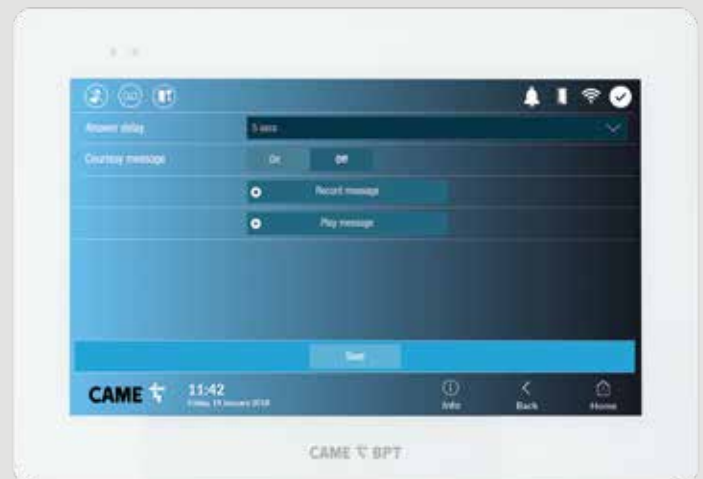 Answer delay 5 secs
Courtesy message On Off
Record message
Play message
Save
CAME
11:42
Friday, 19 January 2018
Info Back Home
CAME BPT